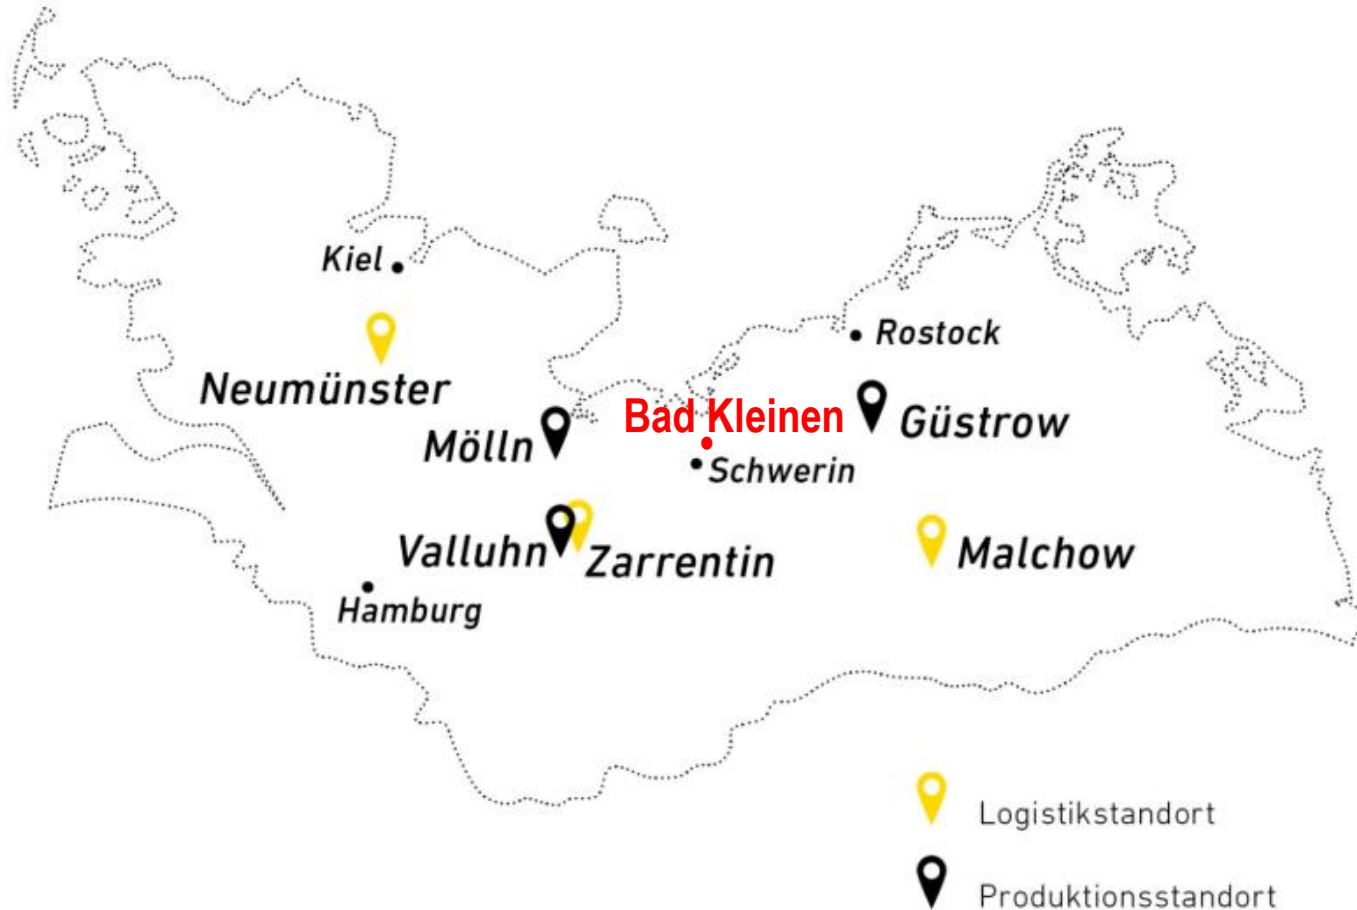 Kiel
Rostock
Neumünster
Bad Kleinen
Güstrow
Mölln
Schwerin
Valluhn
Zarrentin
Malchow
Hamburg
Logistikstandort
Produktionsstandort